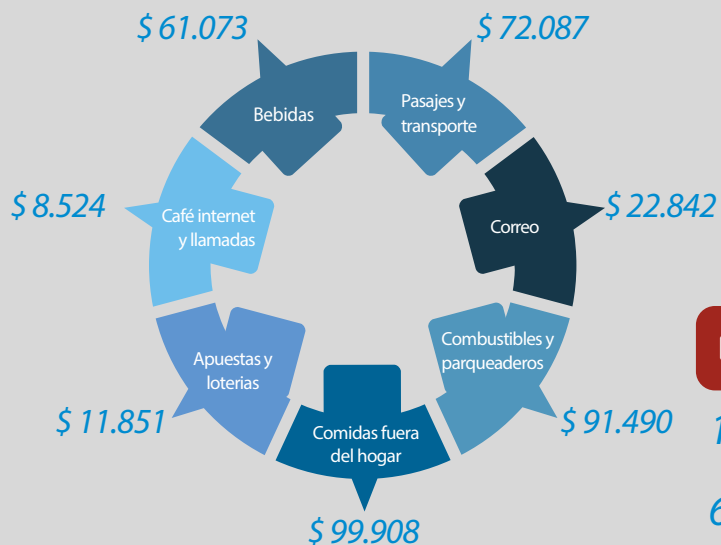 $ 61.073
$ 72.087
Bebidas
Pasajes y
transporte
$ 8.524
Café internet
y llamadas
Correo
$ 22.842
Apuestas y
loterias
Combustibles y
parqueaderos
$ 11.851
Comidas fuera
del hogar
$ 91.490
$ 99.908